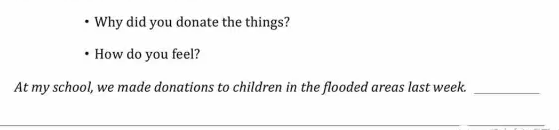 • Why did you donate the things?
• How do you feel?
At my school, we made donations to children in the flooded areas last week. ___________